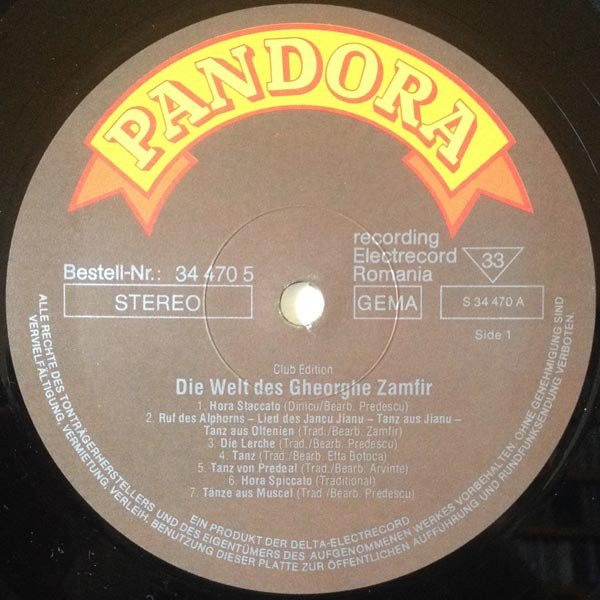 PANDORA
Bestell-Nr.: 34 470 5
STEREO
recording
Electrecord
Romania
33
GEMA
S 34 470 A
Side 1
Club Edition
Die Welt des Gheorghe Zamfir
1. Hora Staccato (Dinicu/Bearb. Predescu)
2. Ruf des Alphorns – Lied des Jancu Jianu – Tanz aus Jianu –
Tanz aus Oltenien (Trad./Bearb. Zamfir)
3. Die Lerche (Trad./Bearb. Predescu)
4. Tanz (Trad./Bearb. Efta Botoca)
5. Tanz von Predeal (Trad./Bearb. Arvinte)
6. Hora Spiccato (Traditional)
7. Tänze aus Muscel (Trad./Bearb. Predescu)
EIN PRODUKT DER DELTA-ELECTRECORD
ALLE RECHTE DES TONTRÄGERHERSTELLERS UND DES EIGENTÜMERS DES AUFGENOMMENEN WERKES VORBEHALTEN. OHNE GENEHMIGUNG SIND
VERVIELFÄLTIGUNG, VERMIETUNG, VERLEIH, BENUTZUNG DIESER PLATTE ZUR ÖFFENTLICHEN AUFFÜHRUNG UND RUNDFUNKSENDUNG VERBOTEN.